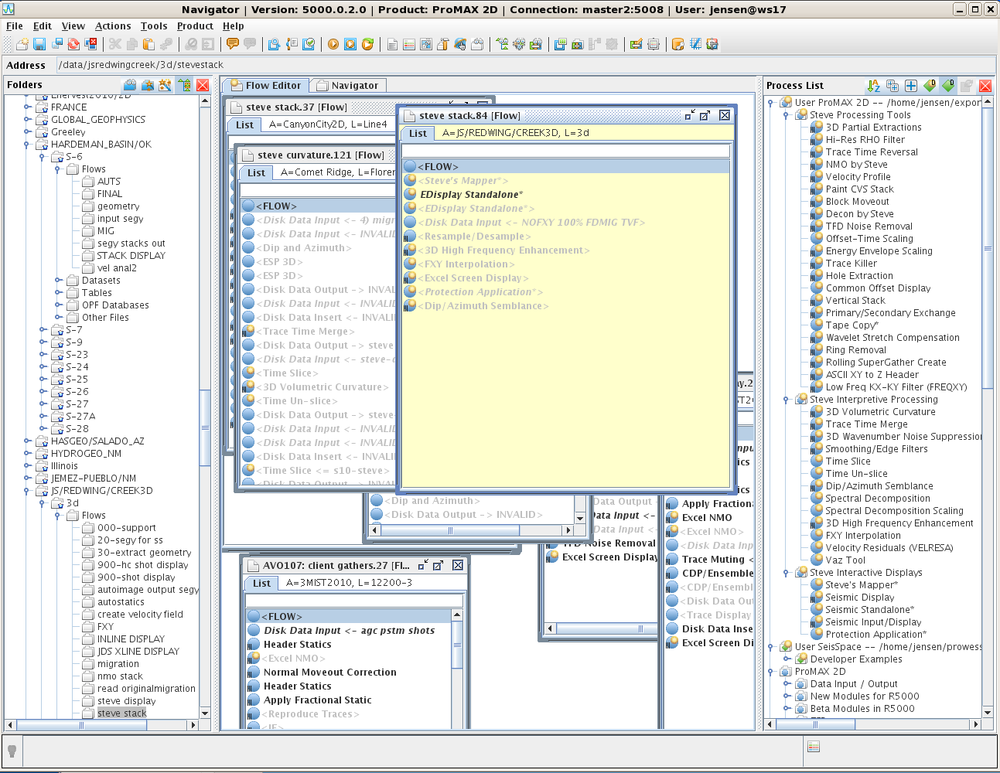 Navigator | Version: 5000.0.2.0 | Product: ProMAX 2D | Connection: master2:5008 | User: jensen@ws17
File Edit View Actions Tools Product Help
Address /data/jsredwingcreek/3d/stevestack
Folders
FRANCE
GLOBAL_GEOPHYSICS
Greeley
HARDEMAN_BASIN/OK
S-6
Flows
AUTS
FINAL
geometry
input segy
MIG
segy stacks out
STACK DISPLAY
vel anal2
Datasets
Tables
OPF Databases
Other Files
S-7
S-9
S-23
S-24
S-25
S-26
S-27
S-27A
S-28
HASGEO/SALADO_AZ
HYDROGEO_NM
Illinois
JEMEZ-PUEBLO/NM
JS/REDWING/CREEK3D
3d
Flows
000-support
20-segy for ss
30-extract geometry
900-hc shot display
900-shot display
autoimage output segy
autostatics
create velocity field
FXY
INLINE DISPLAY
JDS XLINE DISPLAY
migration
nmo stack
read originalmigration
steve display
steve stack
Flow Editor Navigator
steve stack.37 [Flow]
List A=CanyonCity2D, L=Line4
steve curvature.121 [Flow]
List A=Comet Ridge, L=Floren
<FLOW>
<Disk Data Input <- 4) migr
<Disk Data Input <- INVALID
<Dip and Azimuth>
<ESP 3D>
<ESP 3D>
<Disk Data Output -> INVAL
<Disk Data Input <- INVALID
<Disk Data Insert <- INVALI
<Trace Time Merge>
<Disk Data Output -> steve
<Disk Data Input <- steve-c
<Time Slice>
<3D Volumetric Curvature>
<Time Un-slice>
<Disk Data Output -> steve-
<Disk Data Input <- INVALI
<Disk Data Input <- INVALI
<Disk Data Insert <- INVALI
<Time Slice <= s10-steve>
<Disk Data Output -> INVAL
steve stack.84 [Flow]
List A=JS/REDWING/CREEK3D, L=3d
<FLOW>
<Steve's Mapper*>
EDisplay Standalone*
<EDisplay Standalone*>
<Disk Data Input <- NOFXY 100% FDMIG TVF>
<Resample/Desample>
<3D High Frequency Enhancement>
<FXY Interpolation>
<Excel Screen Display>
<Protection Application*>
<Dip/Azimuth Semblance>
<Dip and Azimuth>
<Disk Data Output -> INVALID>
Data Output -
Data Input <-
Data Input <-
TFD Noise Removal
Excel Screen Display
Apply Fractiona
Excel NMO
<Excel NMO>
<Disk Data Inp
Trace Muting <
CDP/Ensemble
<CDP/Ensembl
<Disk Data Out
<Trace Display
Disk Data Inse
Excel Screen Di
AVO107: client gathers.27 [Fl...
List A=3MIST2010, L=12200-3
<FLOW>
Disk Data Input <- agc pstm shots
Header Statics
<Excel NMO>
Normal Moveout Correction
Header Statics
Apply Fractional Static
<Reproduce Traces>
<IF>
Process List
User ProMAX 2D -- /home/jensen/expor
Steve Processing Tools
3D Partial Extractions
Hi-Res RHO Filter
Trace Time Reversal
NMO by Steve
Velocity Profile
Paint CVS Stack
Block Moveout
Decon by Steve
TFD Noise Removal
Offset-Time Scaling
Energy Envelope Scaling
Trace Killer
Hole Extraction
Common Offset Display
Vertical Stack
Primary/Secondary Exchange
Tape Copy*
Wavelet Stretch Compensation
Ring Removal
Rolling SuperGather Create
ASCII XY to Z Header
Low Freq KX-KY Filter (FREQXY)
Steve Interpretive Processing
3D Volumetric Curvature
Trace Time Merge
3D Wavenumber Noise Suppression
Smoothing/Edge Filters
Time Slice
Time Un-slice
Dip/Azimuth Semblance
Spectral Decomposition
Spectral Decomposition Scaling
3D High Frequency Enhancement
FXY Interpolation
Velocity Residuals (VELRESA)
Vaz Tool
Steve Interactive Displays
Steve's Mapper*
Seismic Display
Seismic Standalone*
Seismic Input/Display
Protection Application*
User SeisSpace -- /home/jensen/prowess
Developer Examples
ProMAX 2D
Data Input / Output
New Modules for R5000
Beta Modules in R5000